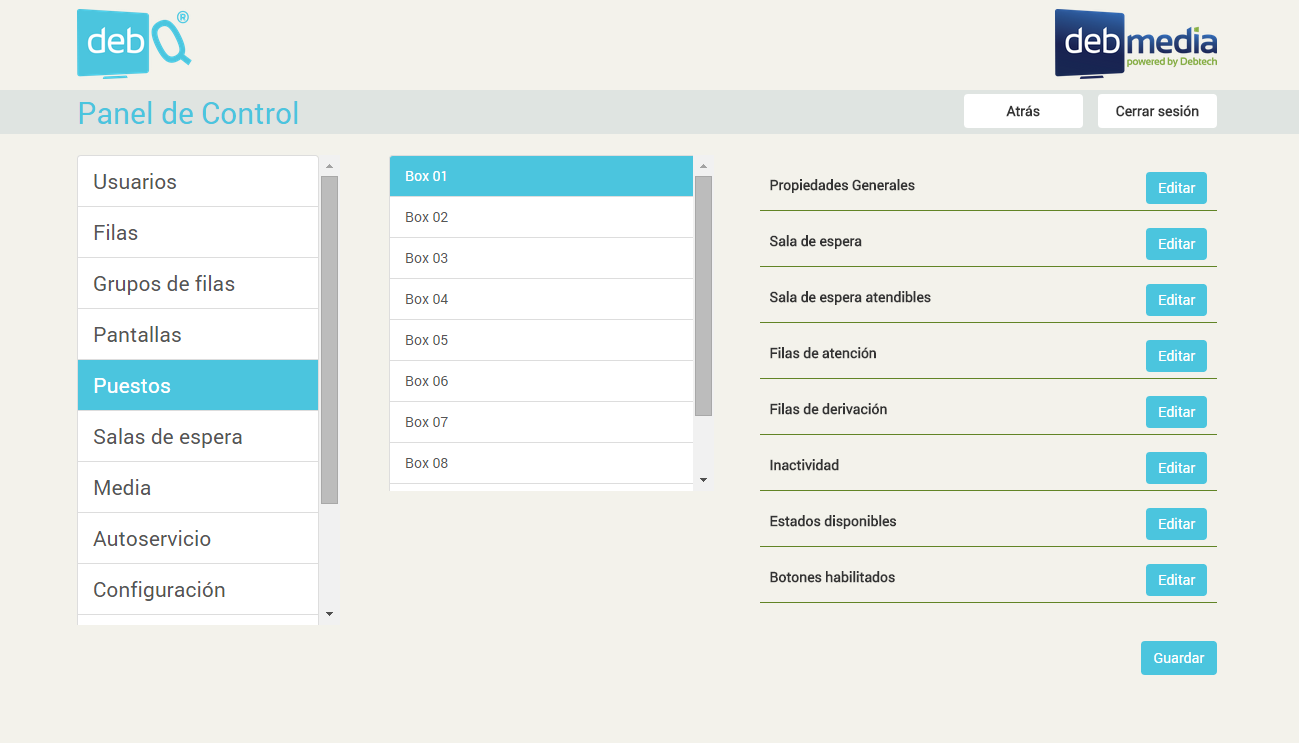 debQ®
debmedia
powered by Debtech
Panel de Control
Atrás
Cerrar sesión
Usuarios
Filas
Grupos de filas
Pantallas
Puestos
Salas de espera
Media
Autoservicio
Configuración
Box 01
Box 02
Box 03
Box 04
Box 05
Box 06
Box 07
Box 08
Propiedades Generales
Editar
Sala de espera
Editar
Sala de espera atendibles
Editar
Filas de atención
Editar
Filas de derivación
Editar
Inactividad
Editar
Estados disponibles
Editar
Botones habilitados
Editar
Guardar